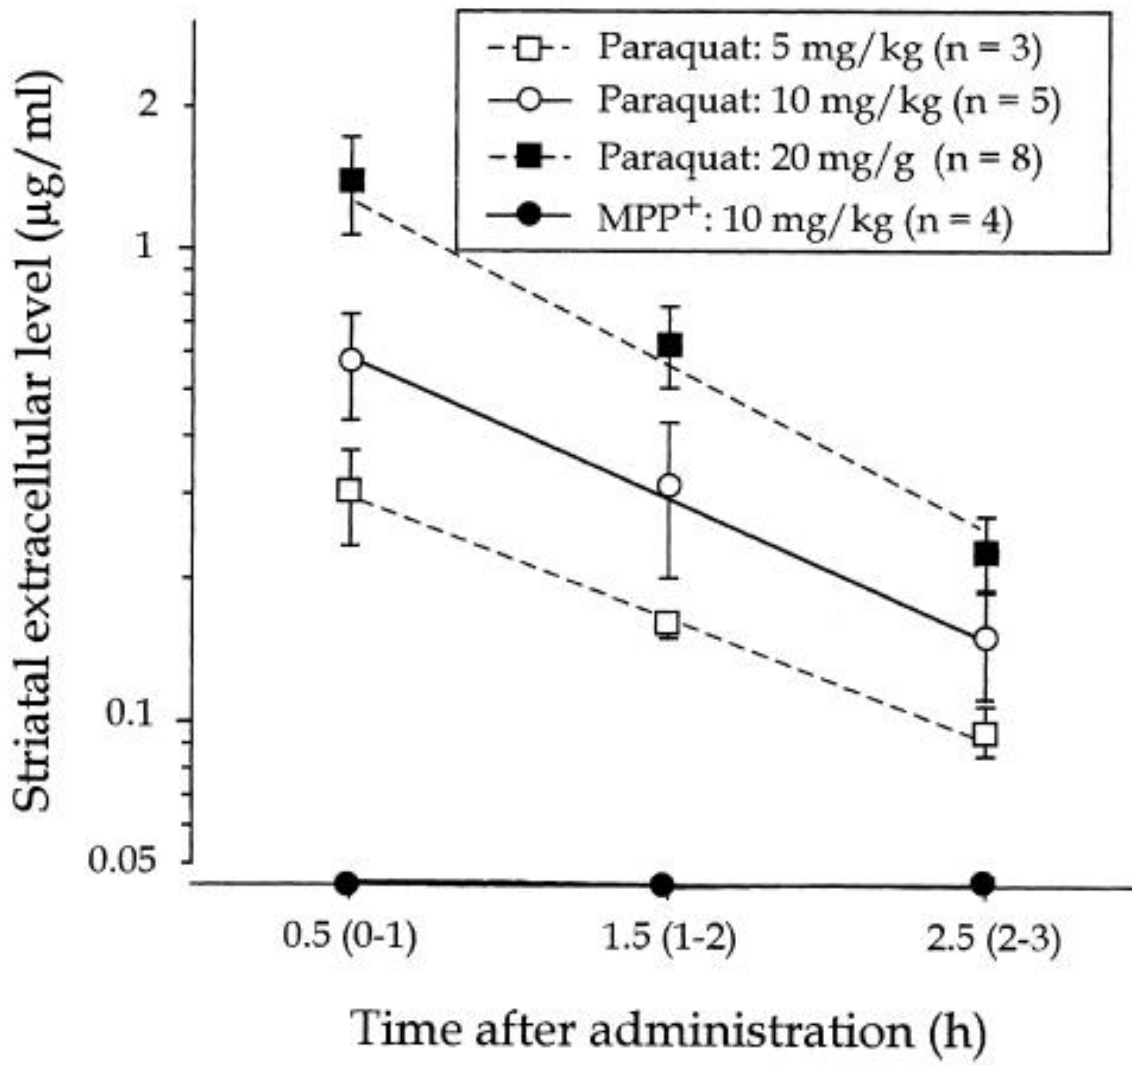 Paraquat: 5 mg/kg (n = 3)
Paraquat: 10 mg/kg (n = 5)
Paraquat: 20 mg/g (n = 8)
MPP+: 10 mg/kg (n = 4)
Striatal extracellular level (µg/ml)
2
1
0.1
0.05
0.5 (0-1)
1.5 (1-2)
2.5 (2-3)
Time after administration (h)